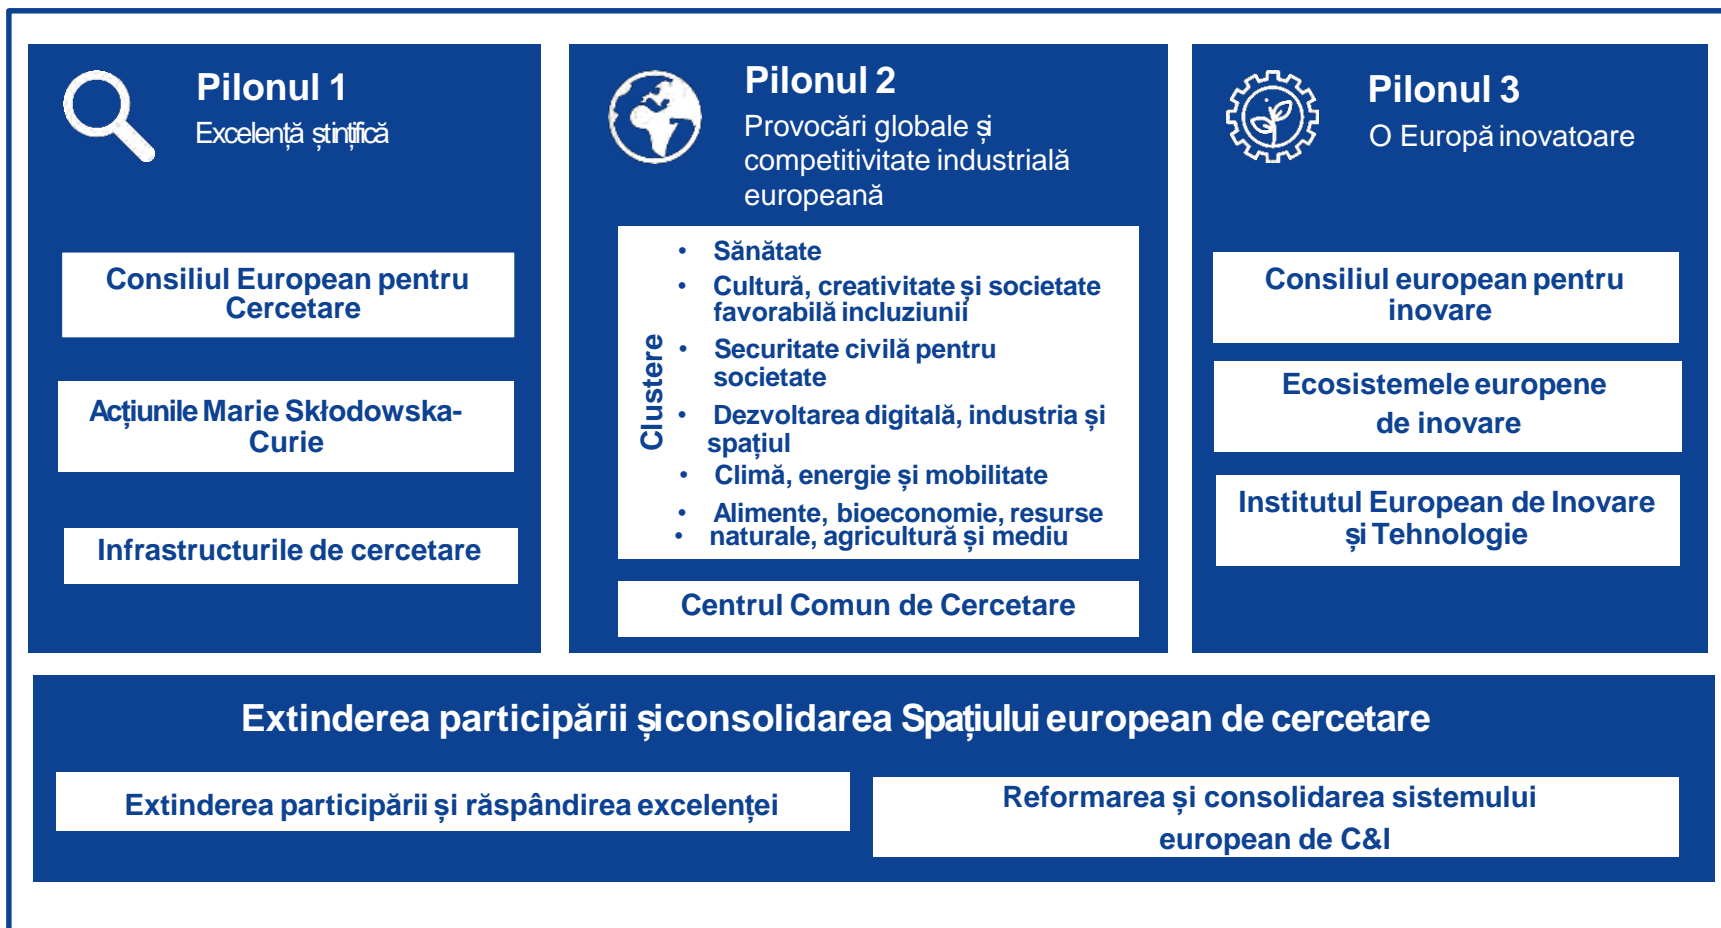 Pilonul 1
Excelență științifică
Consiliul European pentru
Cercetare
Acțiunile Marie Skłodowska-
Curie
Infrastructurile de cercetare
Pilonul 2
Provocări globale și
competitivitate industrială
europeană
Clustere
• Sănătate
• Cultură, creativitate și societate
favorabilă incluziunii
• Securitate civilă pentru
societate
• Dezvoltarea digitală, industria și
spațiul
• Climă, energie și mobilitate
• Alimente, bioeconomie, resurse
• naturale, agricultură și mediu
Centrul Comun de Cercetare
Pilonul 3
O Europă inovatoare
Consiliul european pentru
inovare
Ecosistemele europene
de inovare
Institutul European de Inovare
și Tehnologie
Extinderea participării și consolidarea Spațiului european de cercetare
Extinderea participării și răspândirea excelenței
Reformarea și consolidarea sistemului
european de C&I